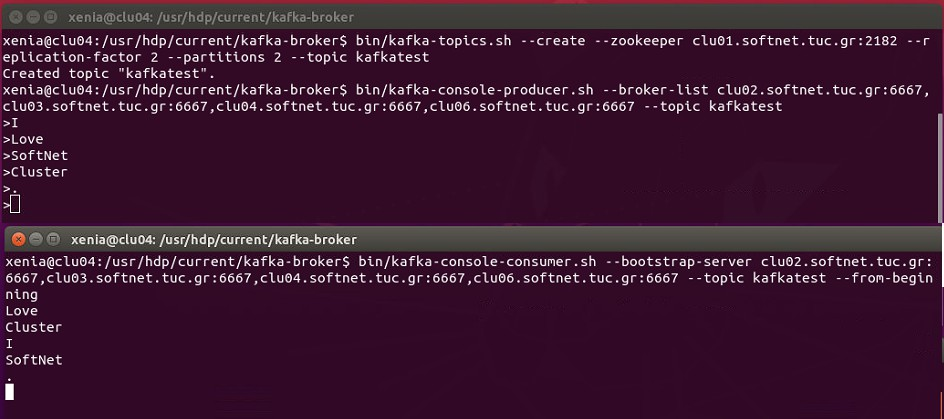 xenia@clu04: /usr/hdp/current/kafka-broker
xenia@clu04:/usr/hdp/current/kafka-broker$ bin/kafka-topics.sh --create --zookeeper clu01.softnet.tuc.gr:2182 --r
eplication-factor 2 --partitions 2 --topic kafkatest
Created topic "kafkatest".
xenia@clu04:/usr/hdp/current/kafka-broker$ bin/kafka-console-producer.sh --broker-list clu02.softnet.tuc.gr:6667,
clu03.softnet.tuc.gr:6667,clu04.softnet.tuc.gr:6667,clu06.softnet.tuc.gr:6667 --topic kafkatest
>I
>Love
>SoftNet
>Cluster
>.
>
xenia@clu04: /usr/hdp/current/kafka-broker
xenia@clu04:/usr/hdp/current/kafka-broker$ bin/kafka-console-consumer.sh --bootstrap-server clu02.softnet.tuc.gr:
6667,clu03.softnet.tuc.gr:6667,clu04.softnet.tuc.gr:6667,clu06.softnet.tuc.gr:6667 --topic kafkatest --from-begin
ning
Love
Cluster
I
SoftNet
.